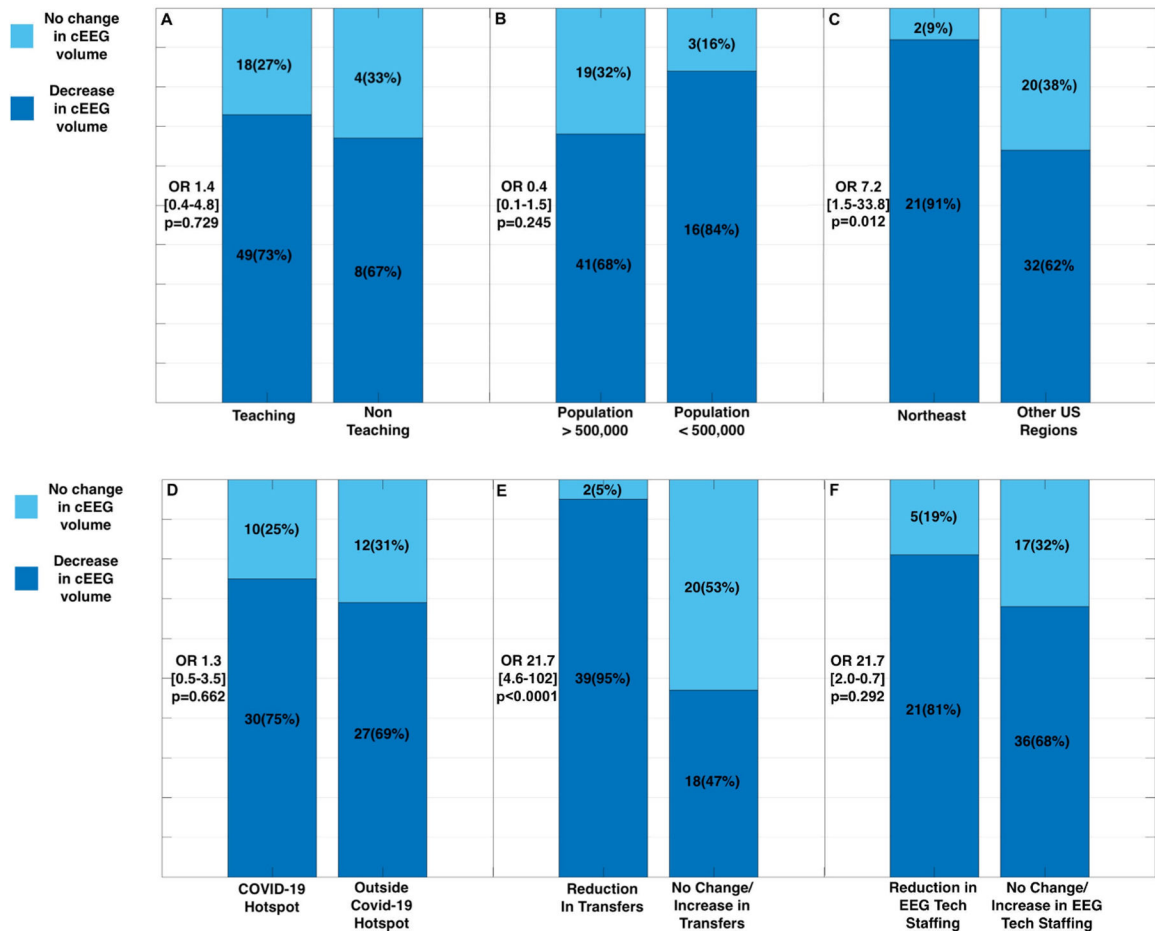 No change
in cEEG
volume
Decrease
in cEEG
volume
A
18(27%)
4(33%)
OR 1.4
[0.4-4.8]
p=0.729
49(73%)
8(67%)
Teaching
Non
Teaching
B
19(32%)
3(16%)
OR 0.4
[0.1-1.5]
p=0.245
41(68%)
16(84%)
Population
> 500,000
Population
< 500,000
C
2(9%)
20(38%)
OR 7.2
[1.5-33.8]
p=0.012
21(91%)
32(62%
Northeast
Other US
Regions
No change
in cEEG
volume
Decrease
in cEEG
volume
D
10(25%)
12(31%)
OR 1.3
[0.5-3.5]
p=0.662
30(75%)
27(69%)
COVID-19
Hotspot
Outside
Covid-19
Hotspot
E
2(5%)
20(53%)
OR 21.7
[4.6-102]
p<0.0001
39(95%)
18(47%)
Reduction
In Transfers
No Change/
Increase in
Transfers
F
5(19%)
17(32%)
OR 21.7
[2.0-0.7]
p=0.292
21(81%)
36(68%)
Reduction in
EEG Tech
Staffing
No Change/
Increase in EEG
Tech Staffing